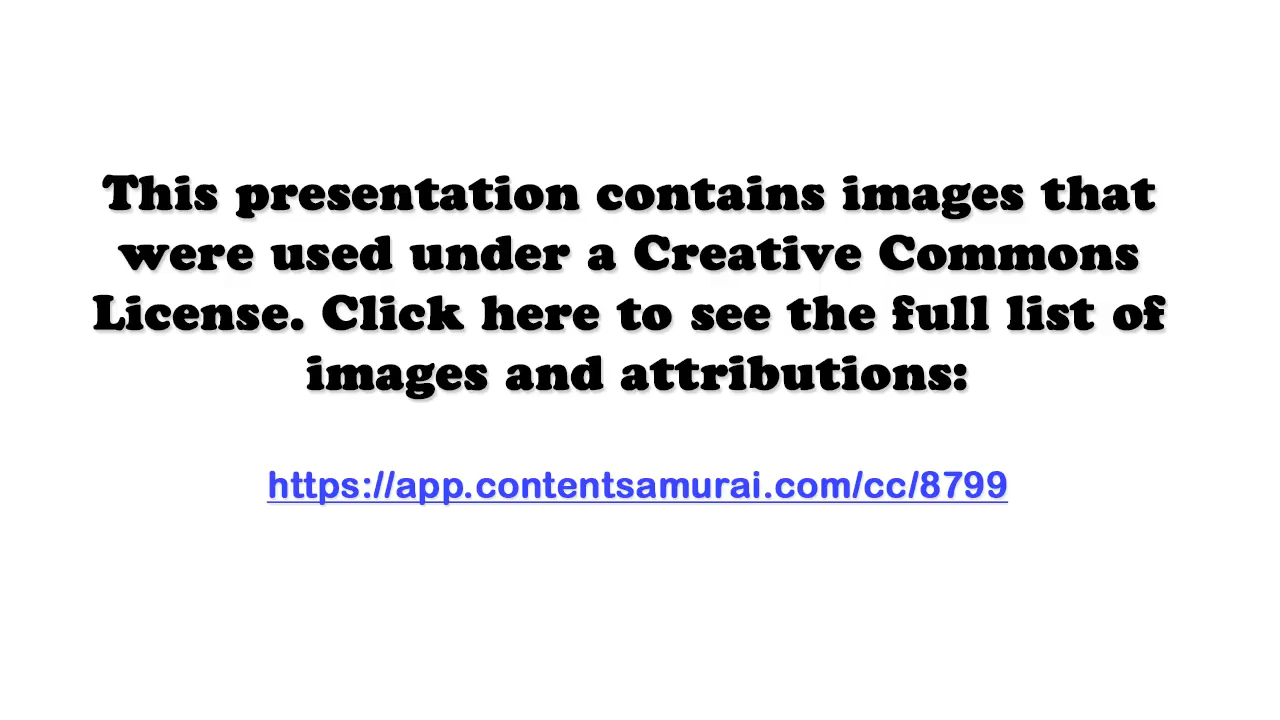 This presentation contains images that
were used under a Creative Commons
License. Click here to see the full list of
images and attributions:
https://app.contentsamurai.com/cc/8799